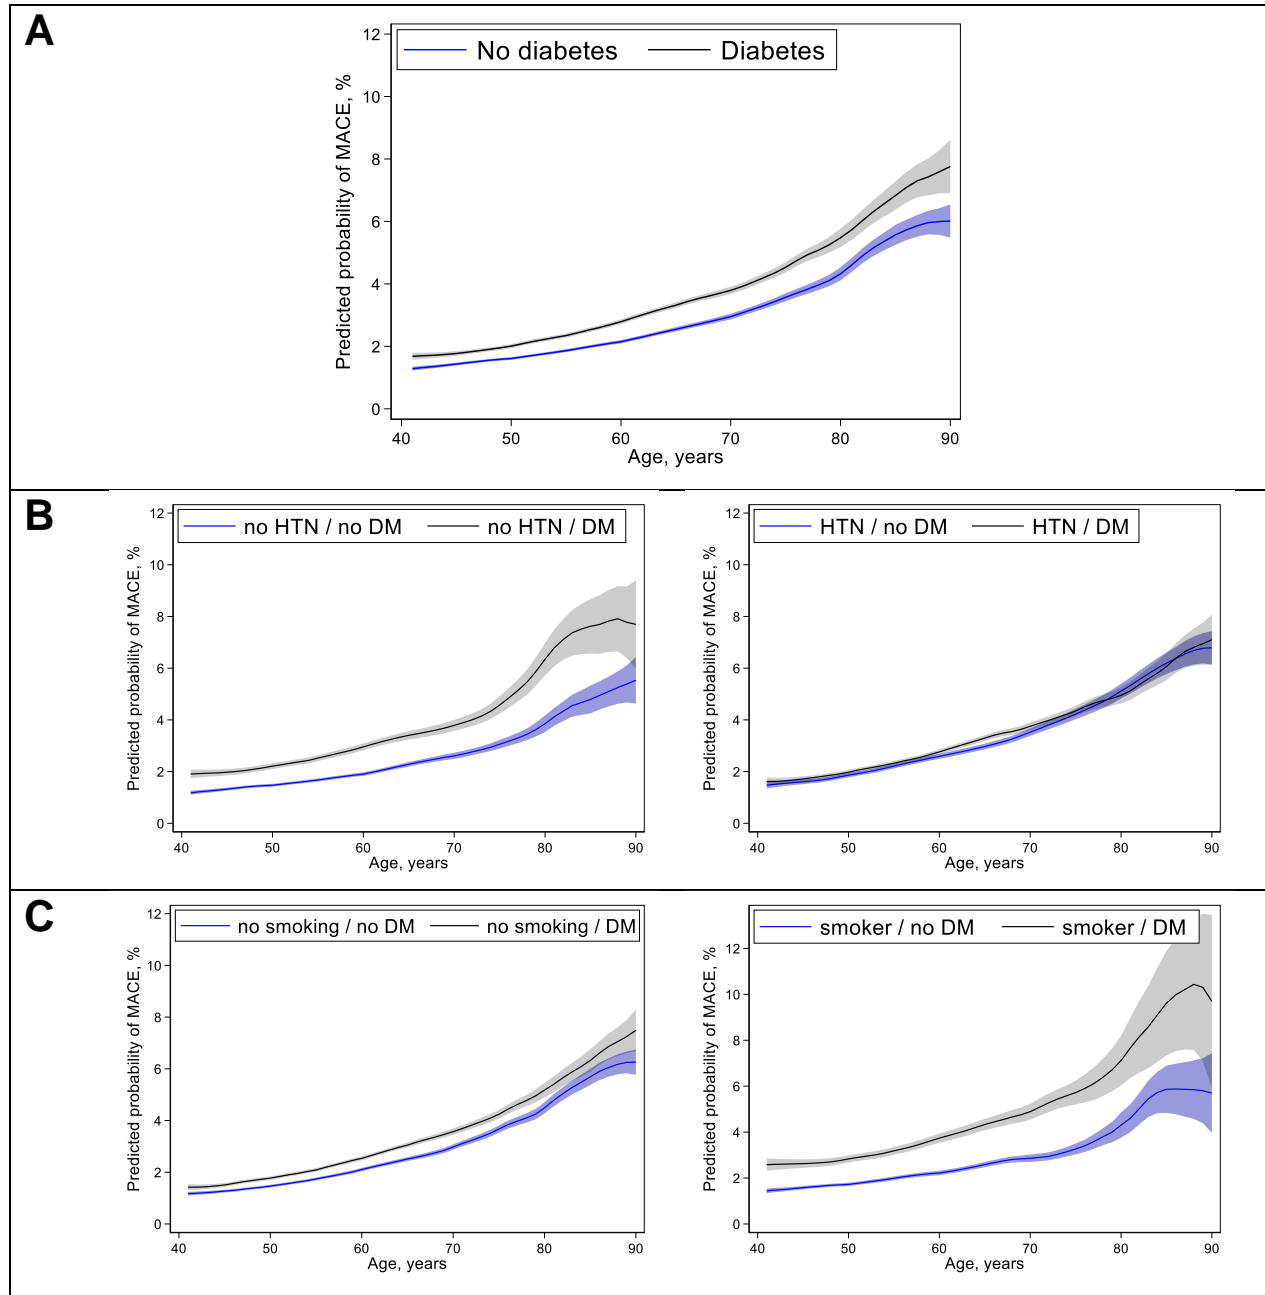 A
No diabetes Diabetes
Predicted probability of MACE, %
12
10
8
6
4
2
0
40 50 60 70 80 90
Age, years
B
no HTN / no DM no HTN / DM
Predicted probability of MACE, %
12
10
8
6
4
2
0
40 50 60 70 80 90
Age, years
HTN / no DM HTN / DM
Predicted probability of MACE, %
12
10
8
6
4
2
0
40 50 60 70 80 90
Age, years
C
no smoking / no DM no smoking / DM
Predicted probability of MACE, %
12
10
8
6
4
2
0
40 50 60 70 80 90
Age, years
smoker / no DM smoker / DM
Predicted probability of MACE, %
12
10
8
6
4
2
0
40 50 60 70 80 90
Age, years